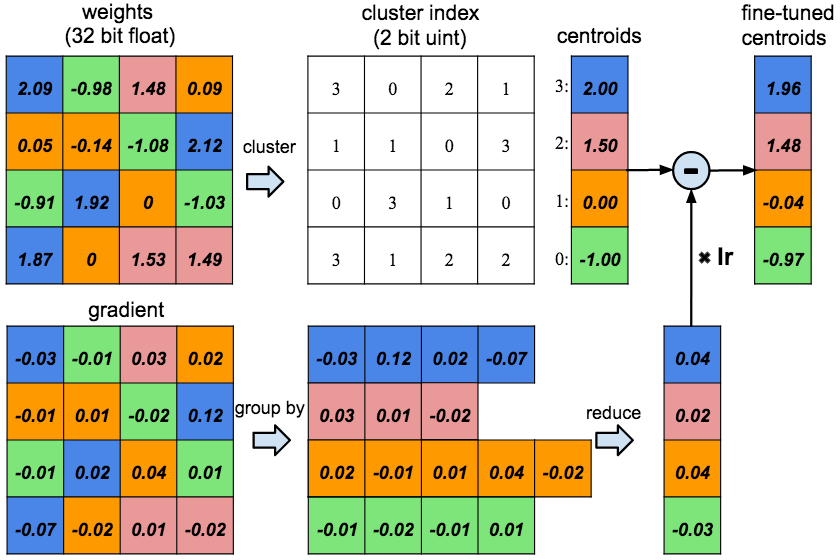 weights
(32 bit float)
cluster index
(2 bit uint)
centroids
fine-tuned
centroids
2.09 -0.98 1.48 0.09
0.05 -0.14 -1.08 2.12
-0.91 1.92 0 -1.03
1.87 0 1.53 1.49
cluster
3 0 2 1
1 1 0 3
0 3 1 0
3 1 2 2
3: 2.00
2: 1.50
1: 0.00
0: -1.00
-
× lr
1.96
1.48
-0.04
-0.97
gradient
-0.03 -0.01 0.03 0.02
-0.01 0.01 -0.02 0.12
-0.01 0.02 0.04 0.01
-0.07 -0.02 0.01 -0.02
group by
-0.03 0.12 0.02 -0.07
0.03 0.01 -0.02
0.02 -0.01 0.01 0.04 -0.02
-0.01 -0.02 -0.01 0.01
reduce
0.04
0.02
0.04
-0.03